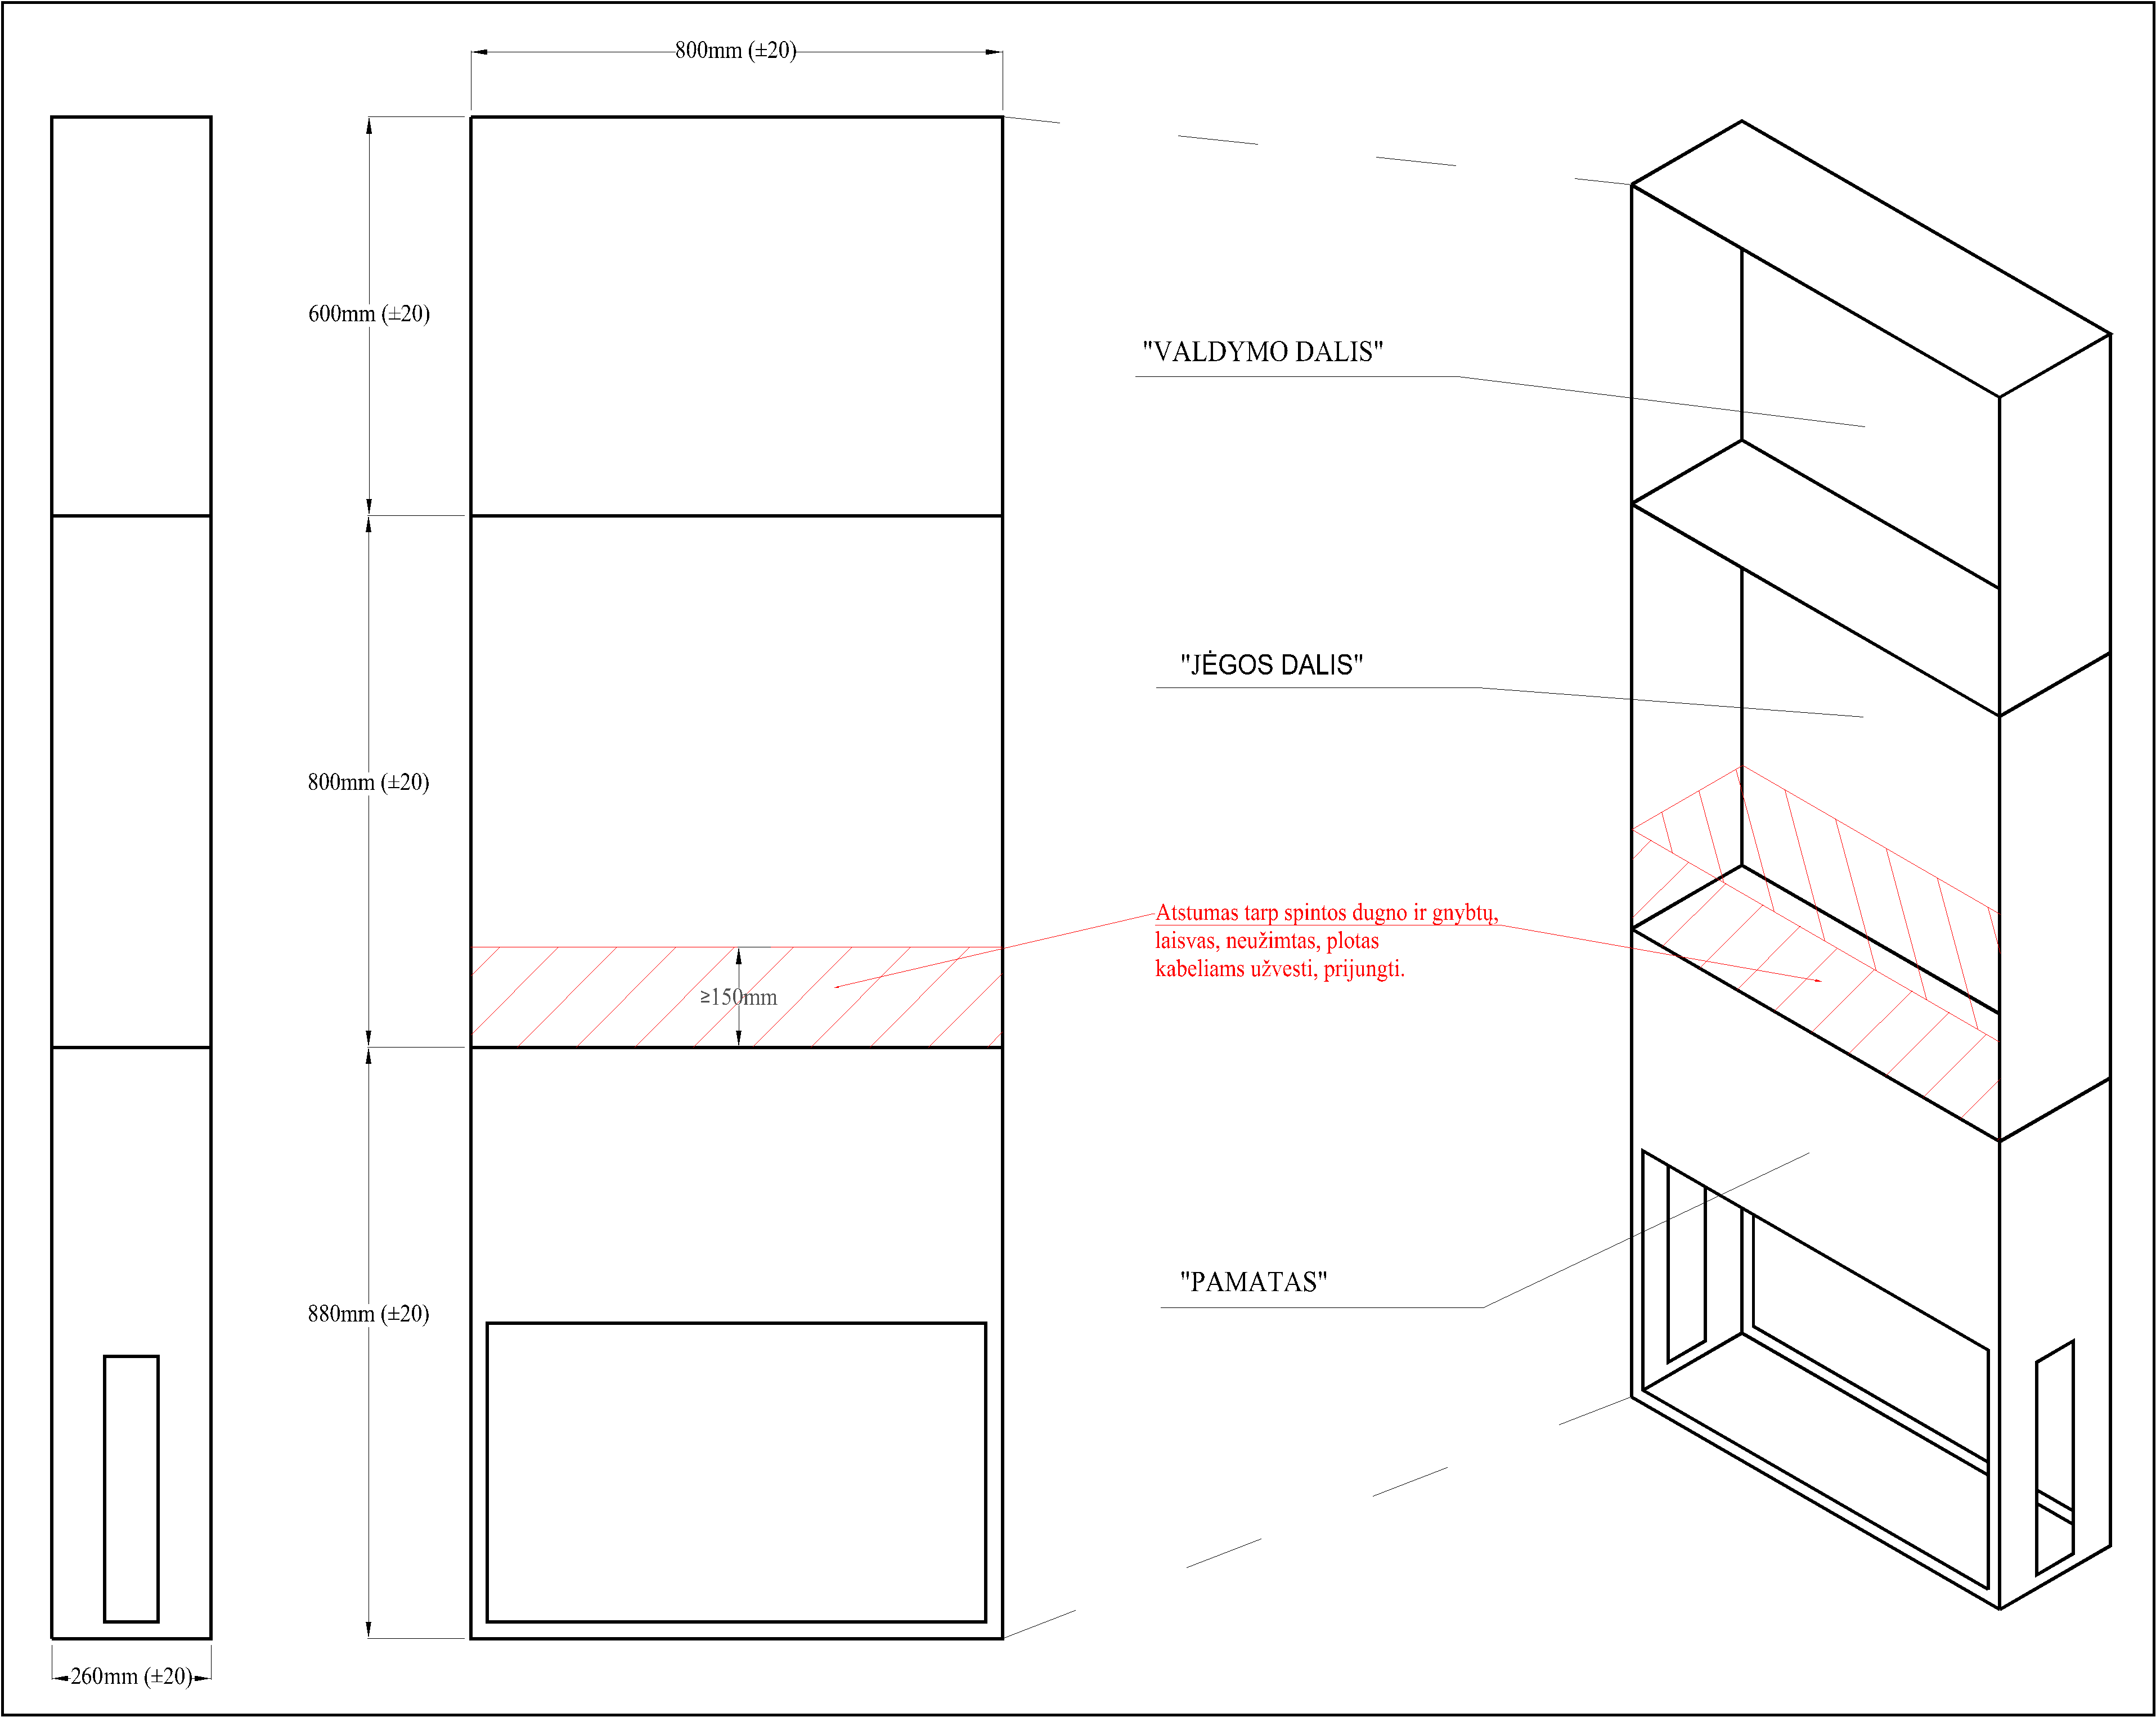 800mm (±20)
600mm (±20)
"VALDYMO DALIS"
"JĖGOS DALIS"
800mm (±20)
Atstumas tarp spintos dugno ir gnybtų,
laisvas, neužimtas, plotas
kabeliams užvesti, prijungti.
≥150mm
"PAMATAS"
880mm (±20)
260mm (±20)